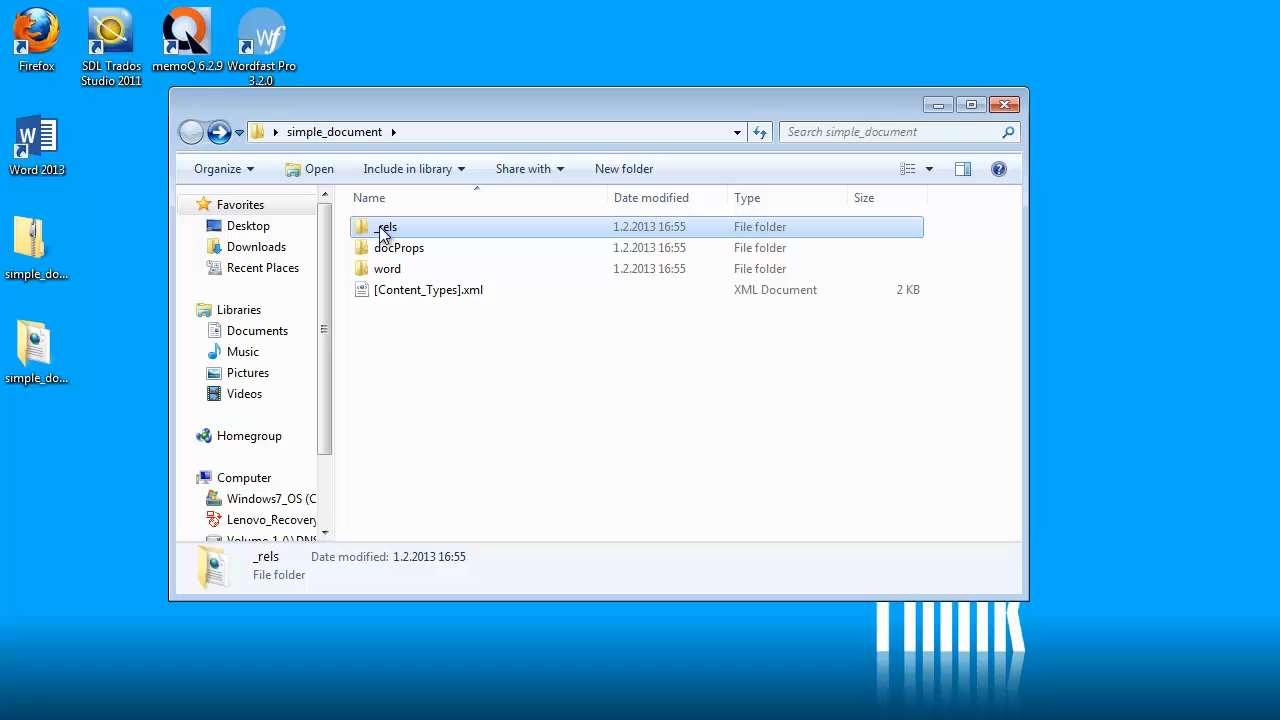 Firefox
SDL Trados
Studio 2011
memoQ 6.2.9
Wordfast Pro
3.2.0
Word 2013
simple_do...
simple_do...
simple_document
Search simple_document
Organize
Open
Include in library
Share with
New folder
Name
Date modified
Type
Size
Favorites
Desktop
Downloads
Recent Places
Libraries
Documents
Music
Pictures
Videos
Homegroup
Computer
Windows7_OS (C
Lenovo_Recovery
Volume_1 (\\DNS
_rels 1.2.2013 16:55 File folder
docProps 1.2.2013 16:55 File folder
word 1.2.2013 16:55 File folder
[Content_Types].xml XML Document 2 KB
_rels Date modified: 1.2.2013 16:55
File folder